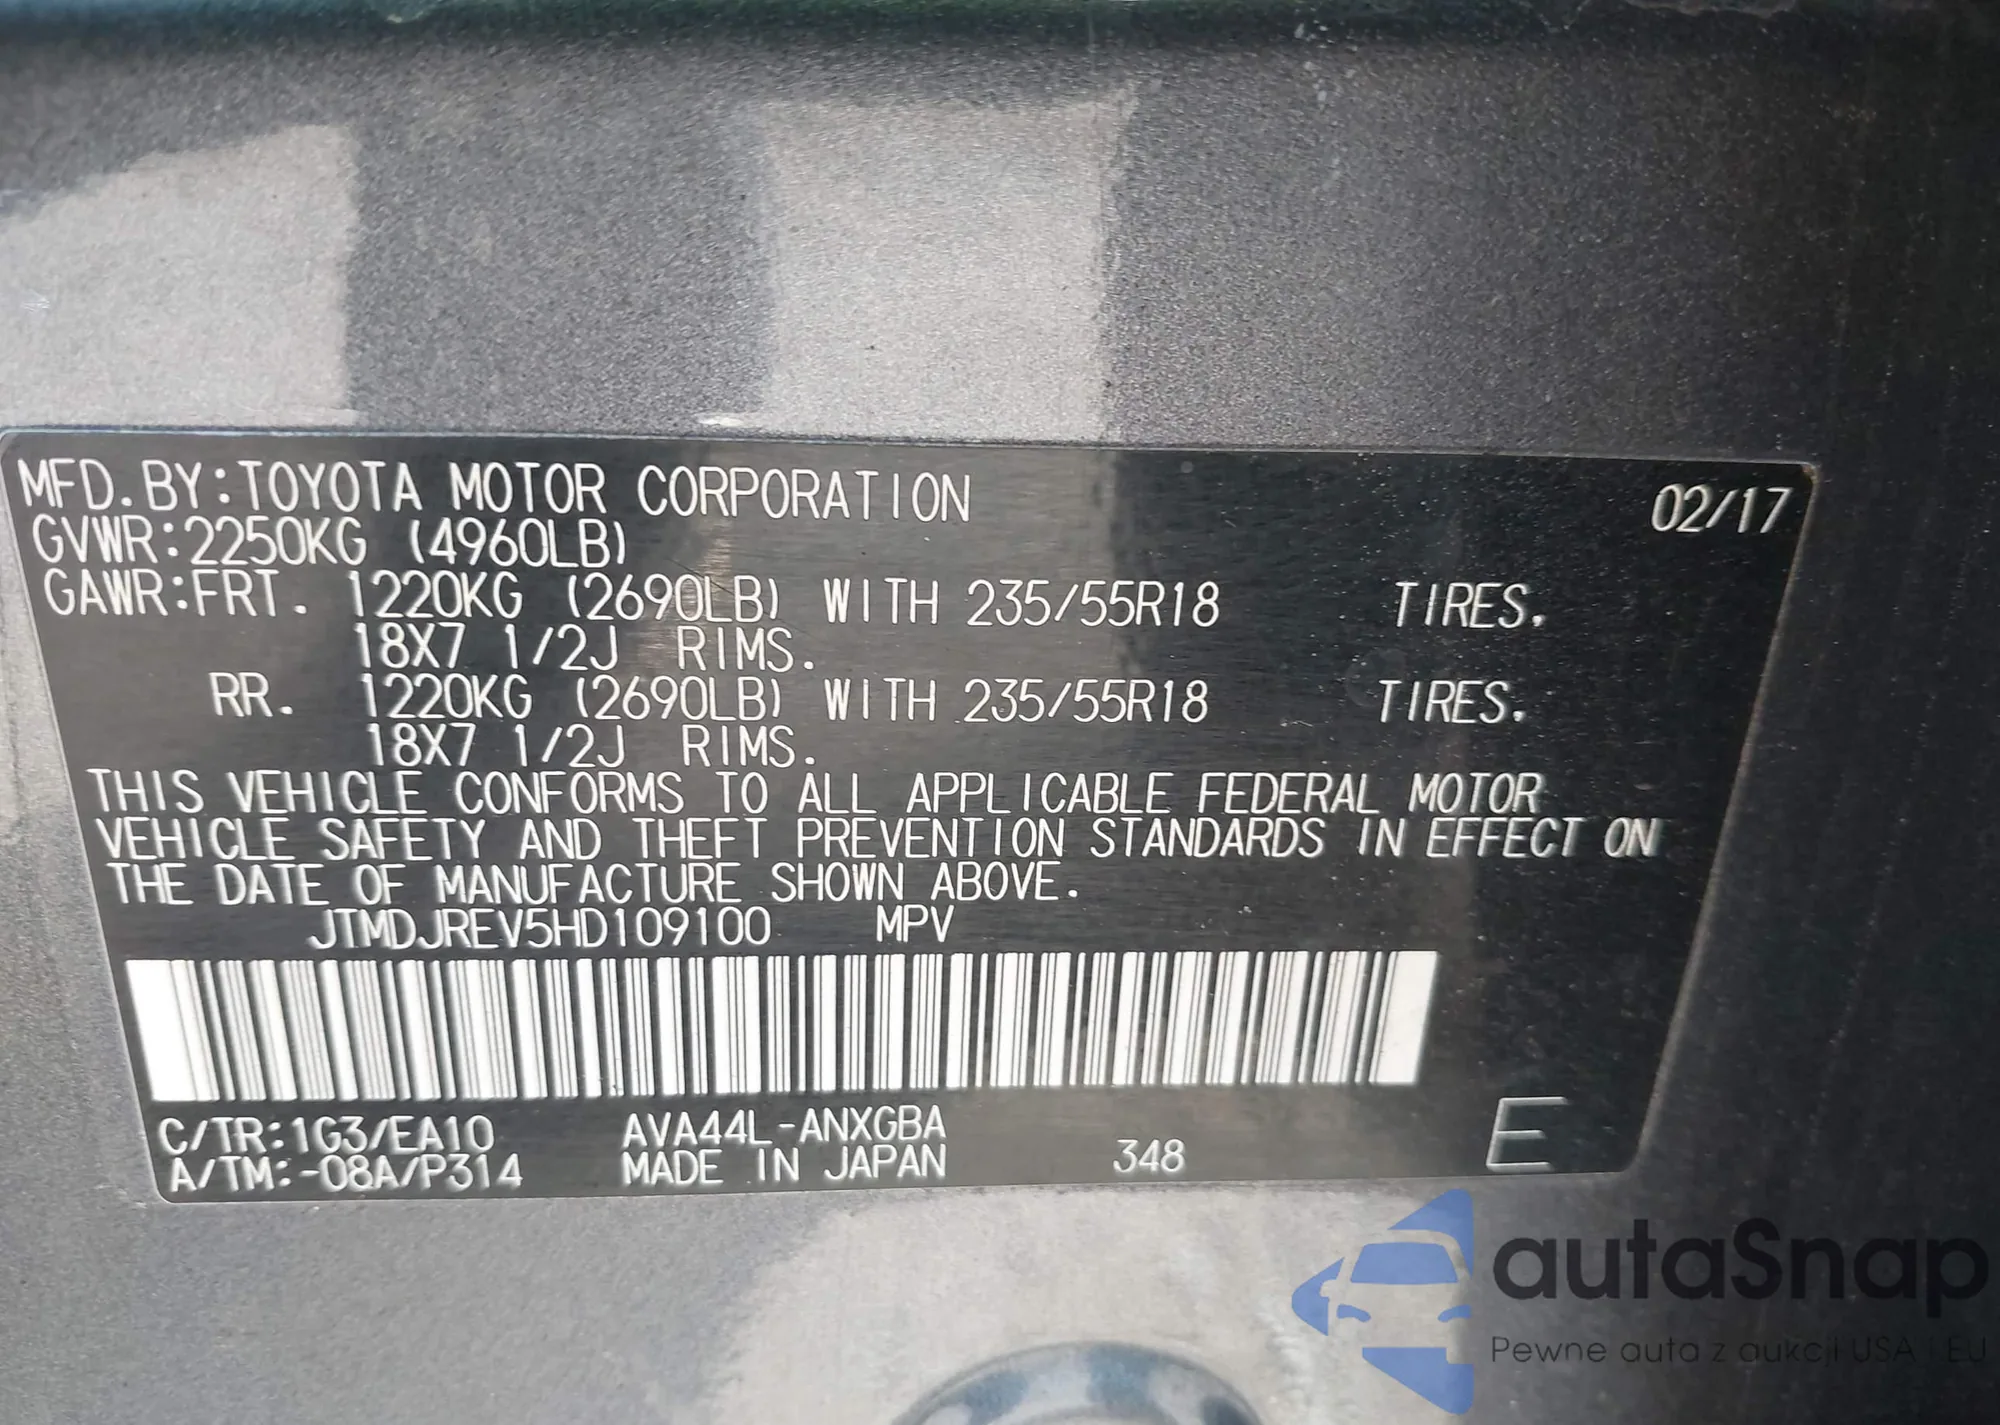 MFD.BY:TOYOTA MOTOR CORPORATION 02/17
GVWR:2250KG (4960LB)
GAWR:FRT. 1220KG (2690LB) WITH 235/55R18 TIRES.
18X7 1/2J RIMS.
RR. 1220KG (2690LB) WITH 235/55R18 TIRES.
18X7 1/2J RIMS.
THIS VEHICLE CONFORMS TO ALL APPLICABLE FEDERAL MOTOR
VEHICLE SAFETY AND THEFT PREVENTION STANDARDS IN EFFECT ON
THE DATE OF MANUFACTURE SHOWN ABOVE.
JTMDJREV5HD109100 MPV
C/TR:1G3/EA10 AVA44L-ANXGBA
A/TM:-08A/P314 MADE IN JAPAN 348 E
autaSnap
Pewne auta z aukcji USA i EU